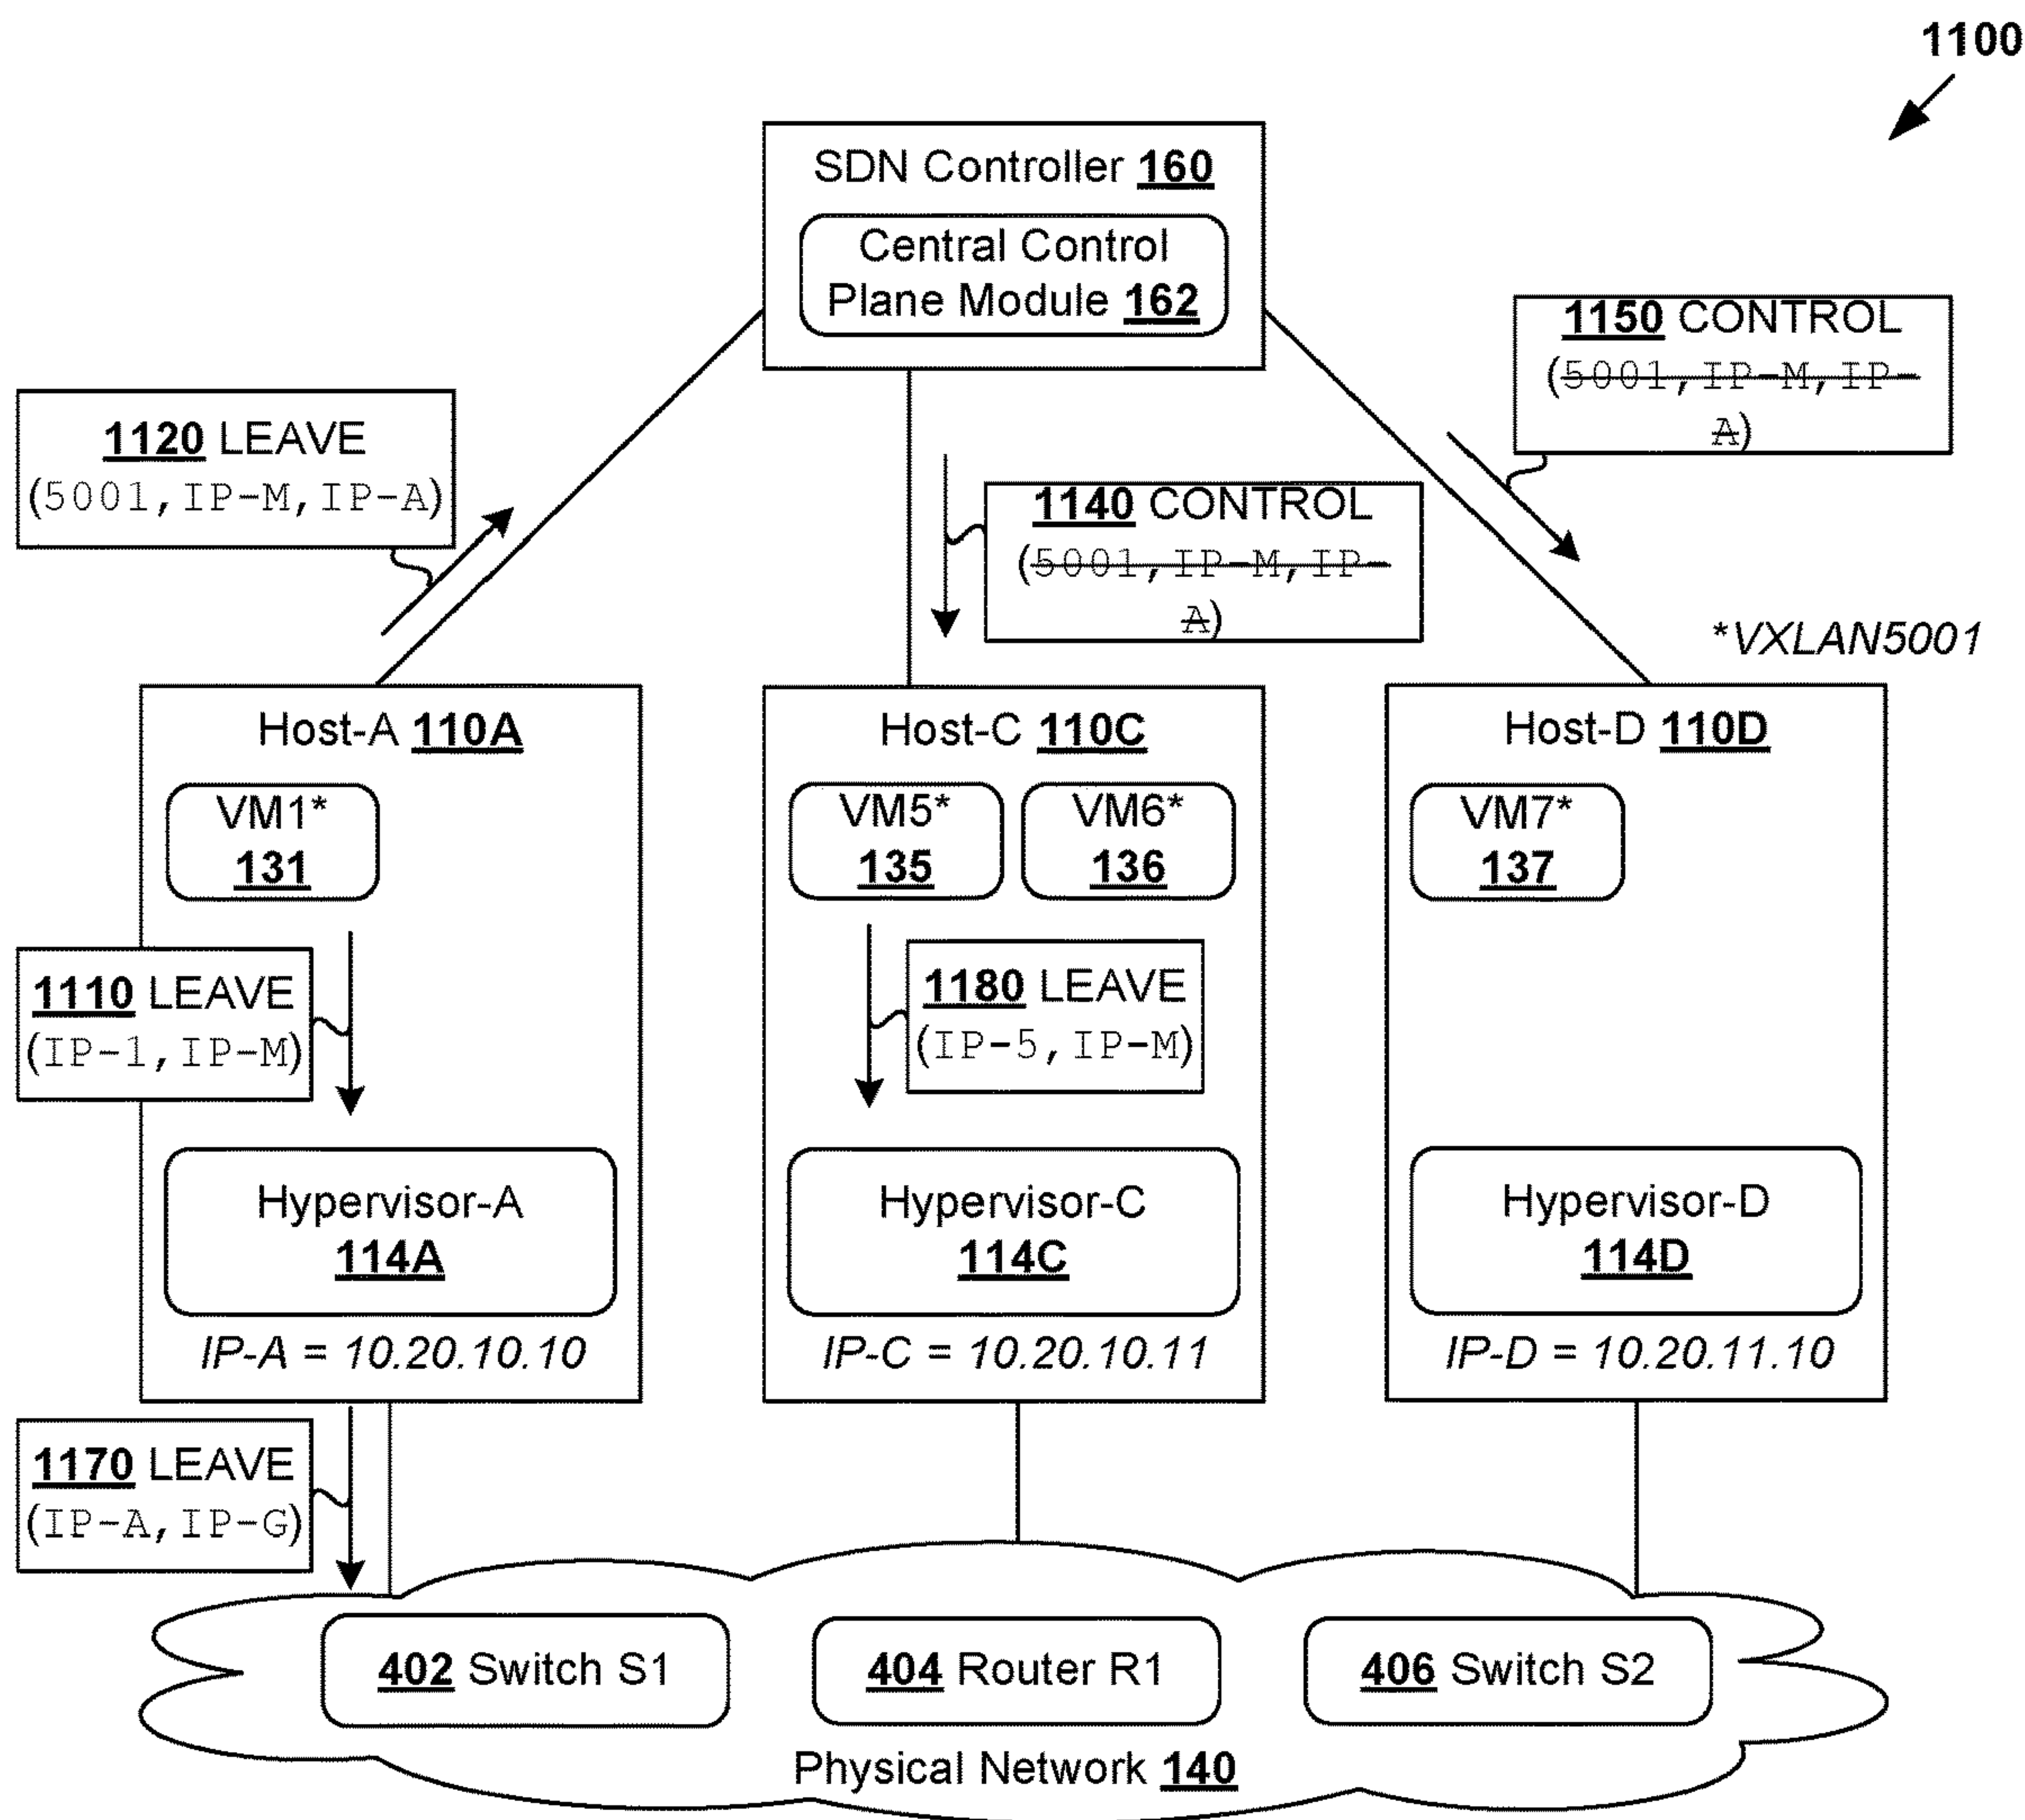 1100
SDN Controller 160
Central Control
Plane Module 162
1150 CONTROL
(5001,IP-M,IP-
A)
1120 LEAVE
(5001,IP-M,IP-A)
1140 CONTROL
(5001,IP-M,IP-
A)
*VXLAN5001
Host-A 110A
VM1*
131
1110 LEAVE
(IP-1,IP-M)
Hypervisor-A
114A
IP-A = 10.20.10.10
Host-C 110C
VM5*
135
VM6*
136
1180 LEAVE
(IP-5,IP-M)
Hypervisor-C
114C
IP-C = 10.20.10.11
Host-D 110D
VM7*
137
Hypervisor-D
114D
IP-D = 10.20.11.10
1170 LEAVE
(IP-A,IP-G)
402 Switch S1
404 Router R1
406 Switch S2
Physical Network 140